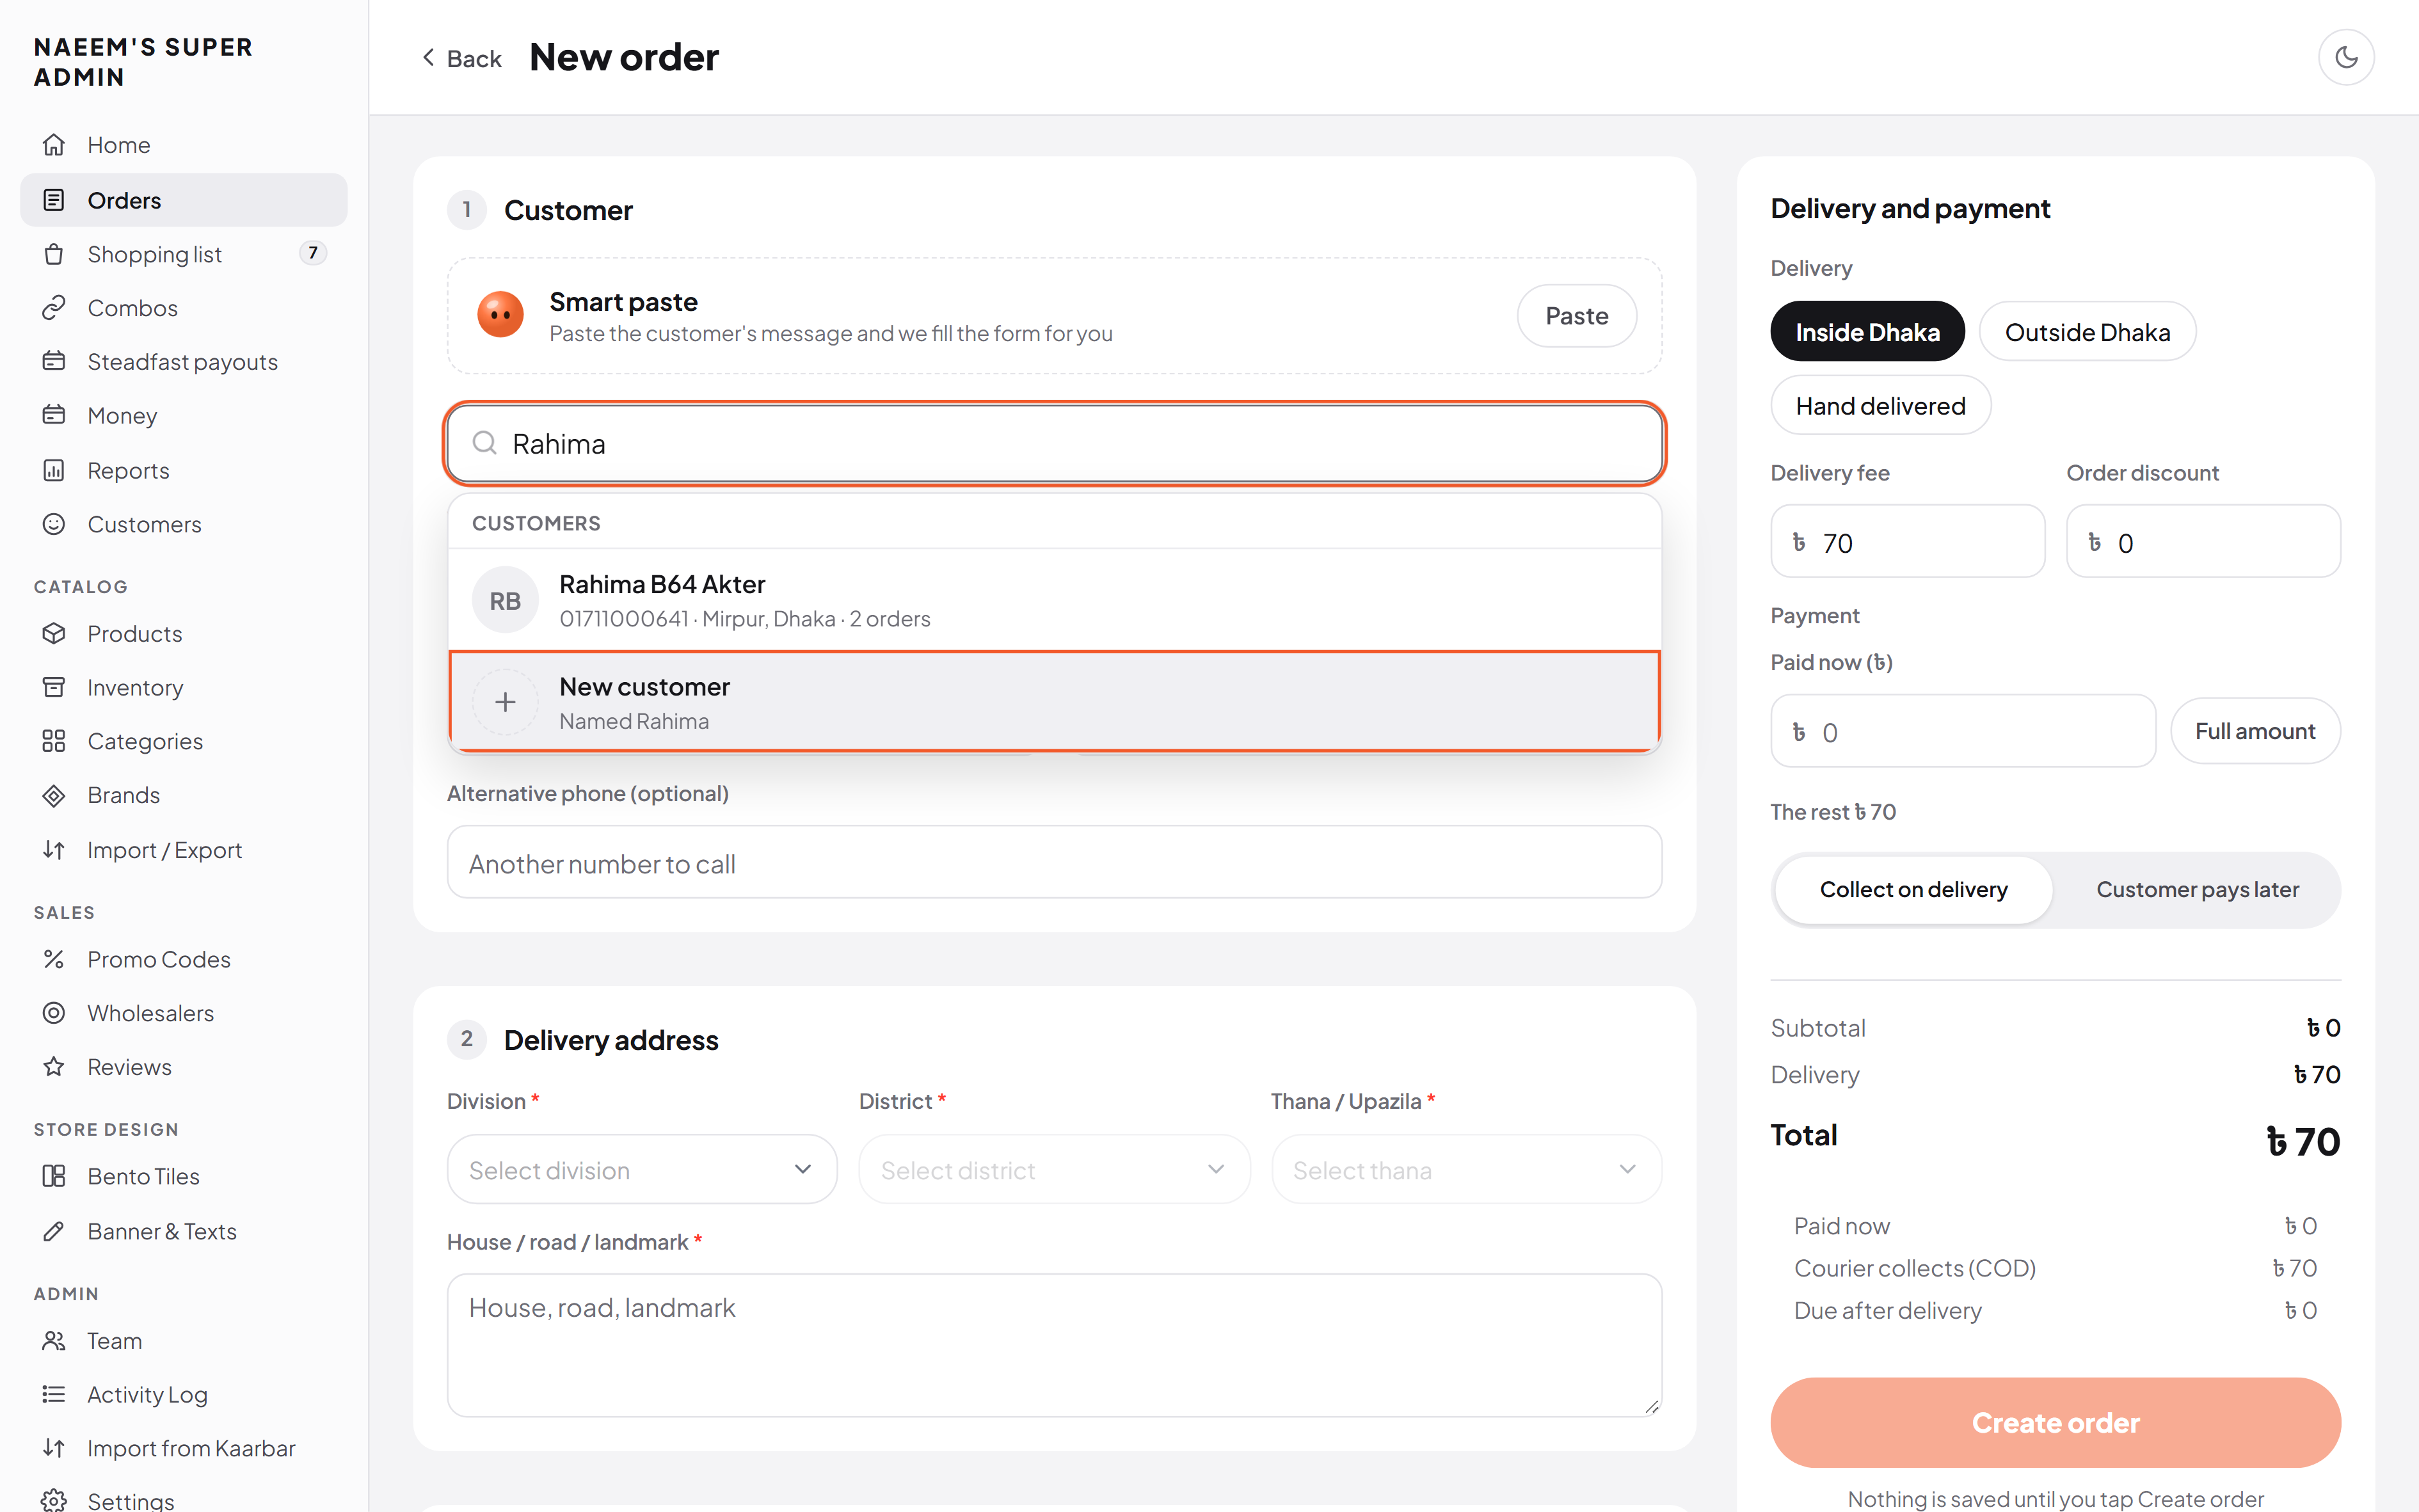 NAEEM'S SUPER
ADMIN
Home
Orders
Shopping list 7
Combos
Steadfast payouts
Money
Reports
Customers
CATALOG
Products
Inventory
Categories
Brands
Import / Export
SALES
Promo Codes
Wholesalers
Reviews
STORE DESIGN
Bento Tiles
Banner & Texts
ADMIN
Team
Activity Log
Import from Kaarbar
Settings
Back New order
1 Customer
Smart paste
Paste the customer's message and we fill the form for you
Paste
Rahima
CUSTOMERS
RB Rahima B64 Akter
01711000641 · Mirpur, Dhaka · 2 orders
New customer
Named Rahima
Alternative phone (optional)
Another number to call
2 Delivery address
Division * District * Thana / Upazila *
Select division Select district Select thana
House / road / landmark *
House, road, landmark
Delivery and payment
Delivery
Inside Dhaka Outside Dhaka
Hand delivered
Delivery fee Order discount
৳ 70 ৳ 0
Payment
Paid now (৳)
৳ 0 Full amount
The rest ৳ 70
Collect on delivery Customer pays later
Subtotal ৳ 0
Delivery ৳ 70
Total ৳ 70
Paid now ৳ 0
Courier collects (COD) ৳ 70
Due after delivery ৳ 0
Create order
Nothing is saved until you tap Create order